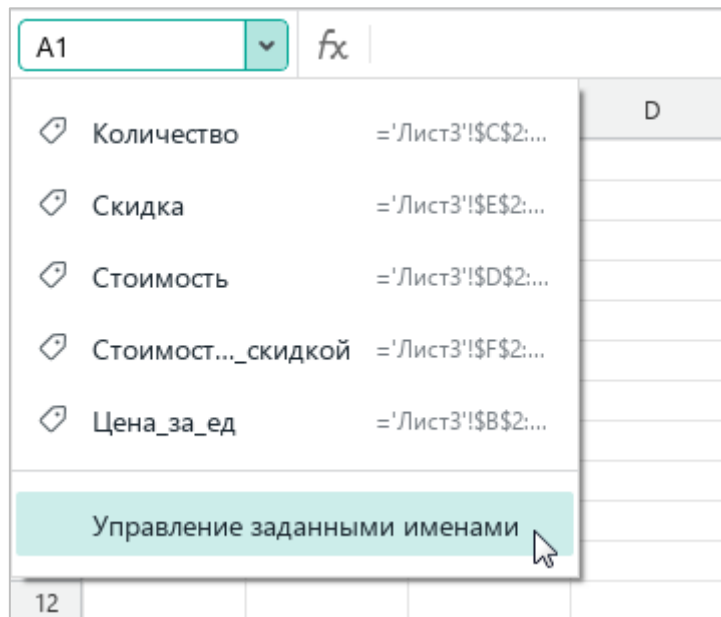 A1 fx
D
Количество ='Лист3'!$C$2:...
Скидка ='Лист3'!$E$2:...
Стоимость ='Лист3'!$D$2:...
Стоимост..._скидкой ='Лист3'!$F$2:...
Цена_за_ед ='Лист3'!$B$2:...
Управление заданными именами
12